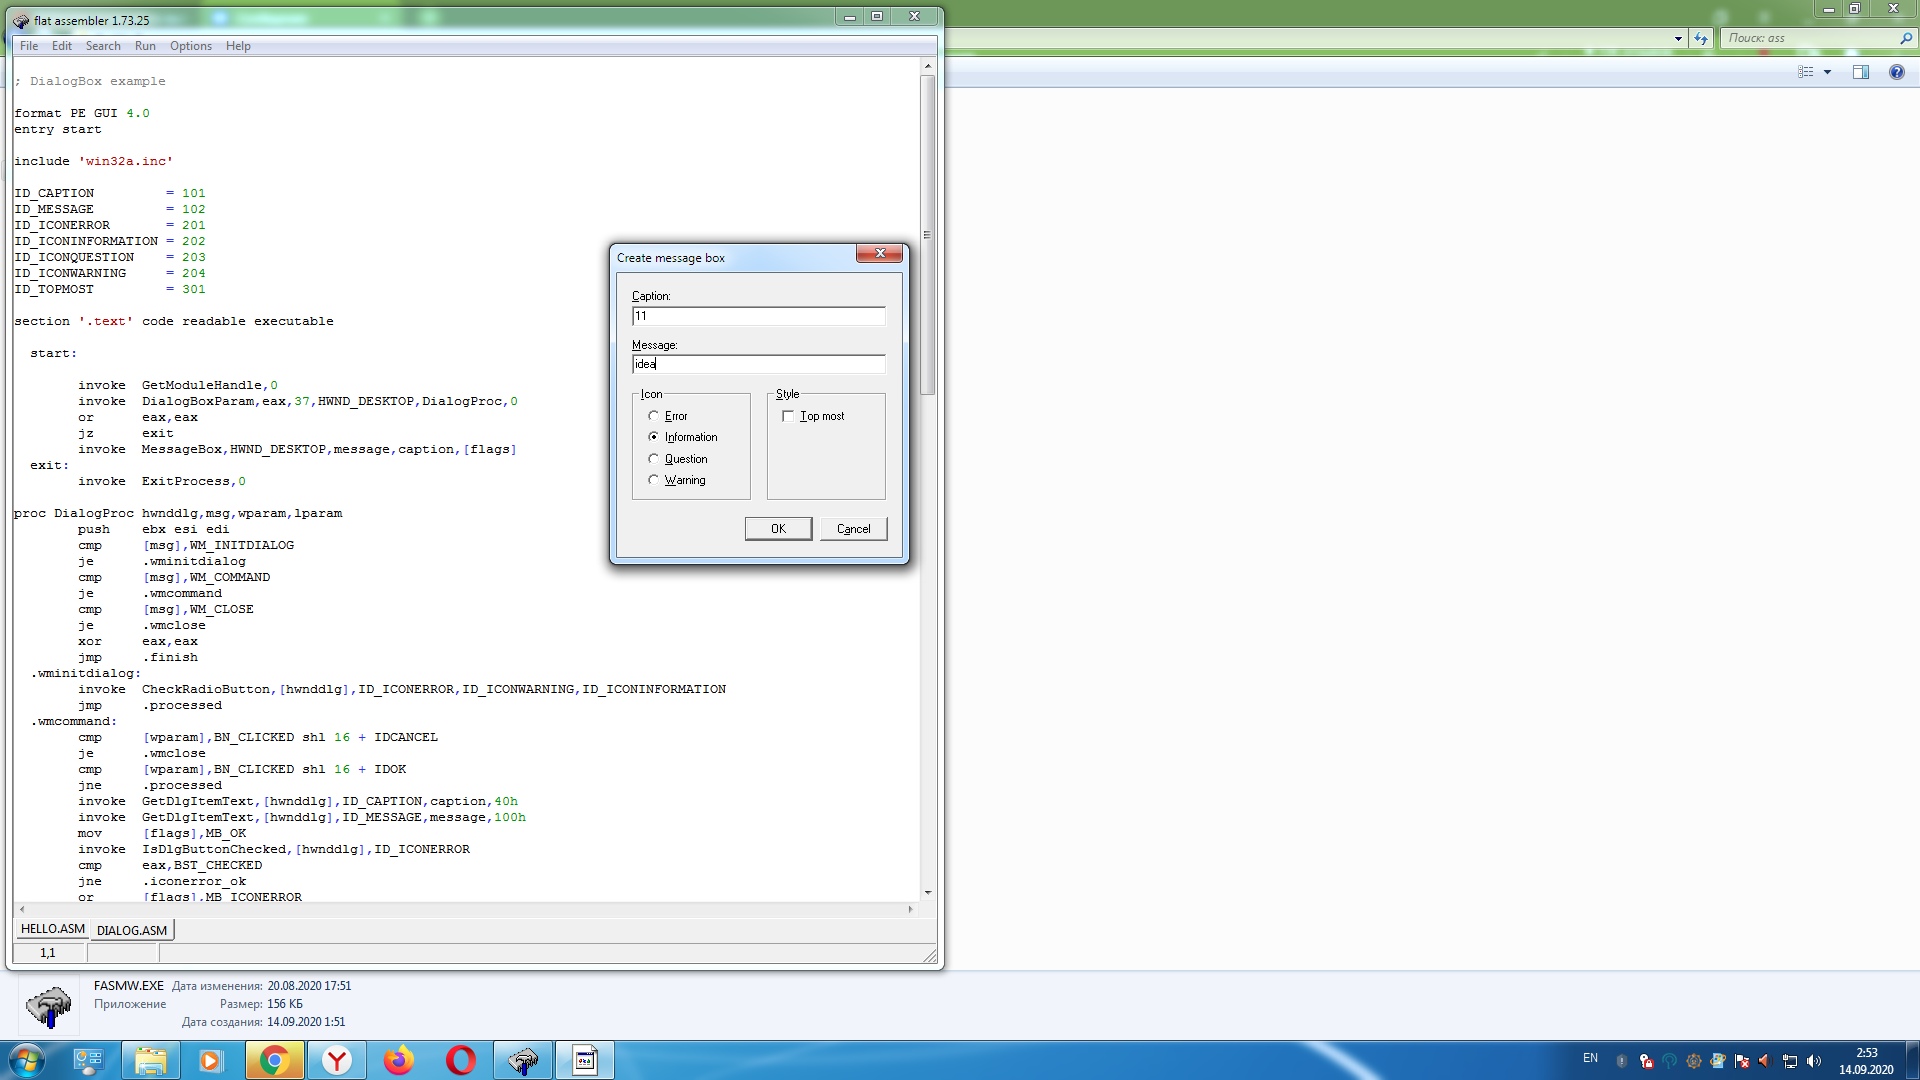 flat assembler 1.73.25
File Edit Search Run Options Help
Поиск: ass
; DialogBox example
format PE GUI 4.0
entry start
include 'win32a.inc'
ID_CAPTION = 101
ID_MESSAGE = 102
ID_ICONERROR = 201
ID_ICONINFORMATION = 202
ID_ICONQUESTION = 203
ID_ICONWARNING = 204
ID_TOPMOST = 301
section '.text' code readable executable
start:
invoke GetModuleHandle,0
invoke DialogBoxParam,eax,37,HWND_DESKTOP,DialogProc,0
or eax,eax
jz exit
invoke MessageBox,HWND_DESKTOP,message,caption,[flags]
exit:
invoke ExitProcess,0
proc DialogProc hwnddlg,msg,wparam,lparam
push ebx esi edi
cmp [msg],WM_INITDIALOG
je .wminitdialog
cmp [msg],WM_COMMAND
je .wmcommand
cmp [msg],WM_CLOSE
je .wmclose
xor eax,eax
jmp .finish
.wminitdialog:
invoke CheckRadioButton,[hwnddlg],ID_ICONERROR,ID_ICONWARNING,ID_ICONINFORMATION
jmp .processed
.wmcommand:
cmp [wparam],BN_CLICKED shl 16 + IDCANCEL
je .wmclose
cmp [wparam],BN_CLICKED shl 16 + IDOK
jne .processed
invoke GetDlgItemText,[hwnddlg],ID_CAPTION,caption,40h
invoke GetDlgItemText,[hwnddlg],ID_MESSAGE,message,100h
mov [flags],MB_OK
invoke IsDlgButtonChecked,[hwnddlg],ID_ICONERROR
cmp eax,BST_CHECKED
jne .iconerror_ok
or [flags],MB_ICONERROR
Create message box
Caption:
11
Message:
idea
Icon
Error
Information
Question
Warning
Style
Top most
OK Cancel
HELLO.ASM DIALOG.ASM
1,1
FASMW.EXE Дата изменения: 20.08.2020 17:51
Приложение Размер: 156 КБ
Дата создания: 14.09.2020 1:51
EN
2:53
14.09.2020